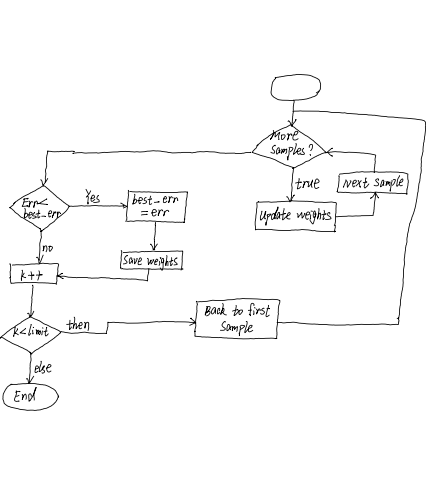 More
Samples?
true
Next Sample
Update weights
Err<
best_err
Yes
best_err
= err
Save weights
no
k++
k<limit
then
Back to first
Sample
else
End